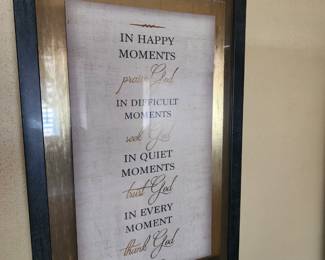 IN HAPPY
MOMENTS
praise God
IN DIFFICULT
MOMENTS
seek God
IN QUIET
MOMENTS
trust God
IN EVERY
MOMENT
thank God